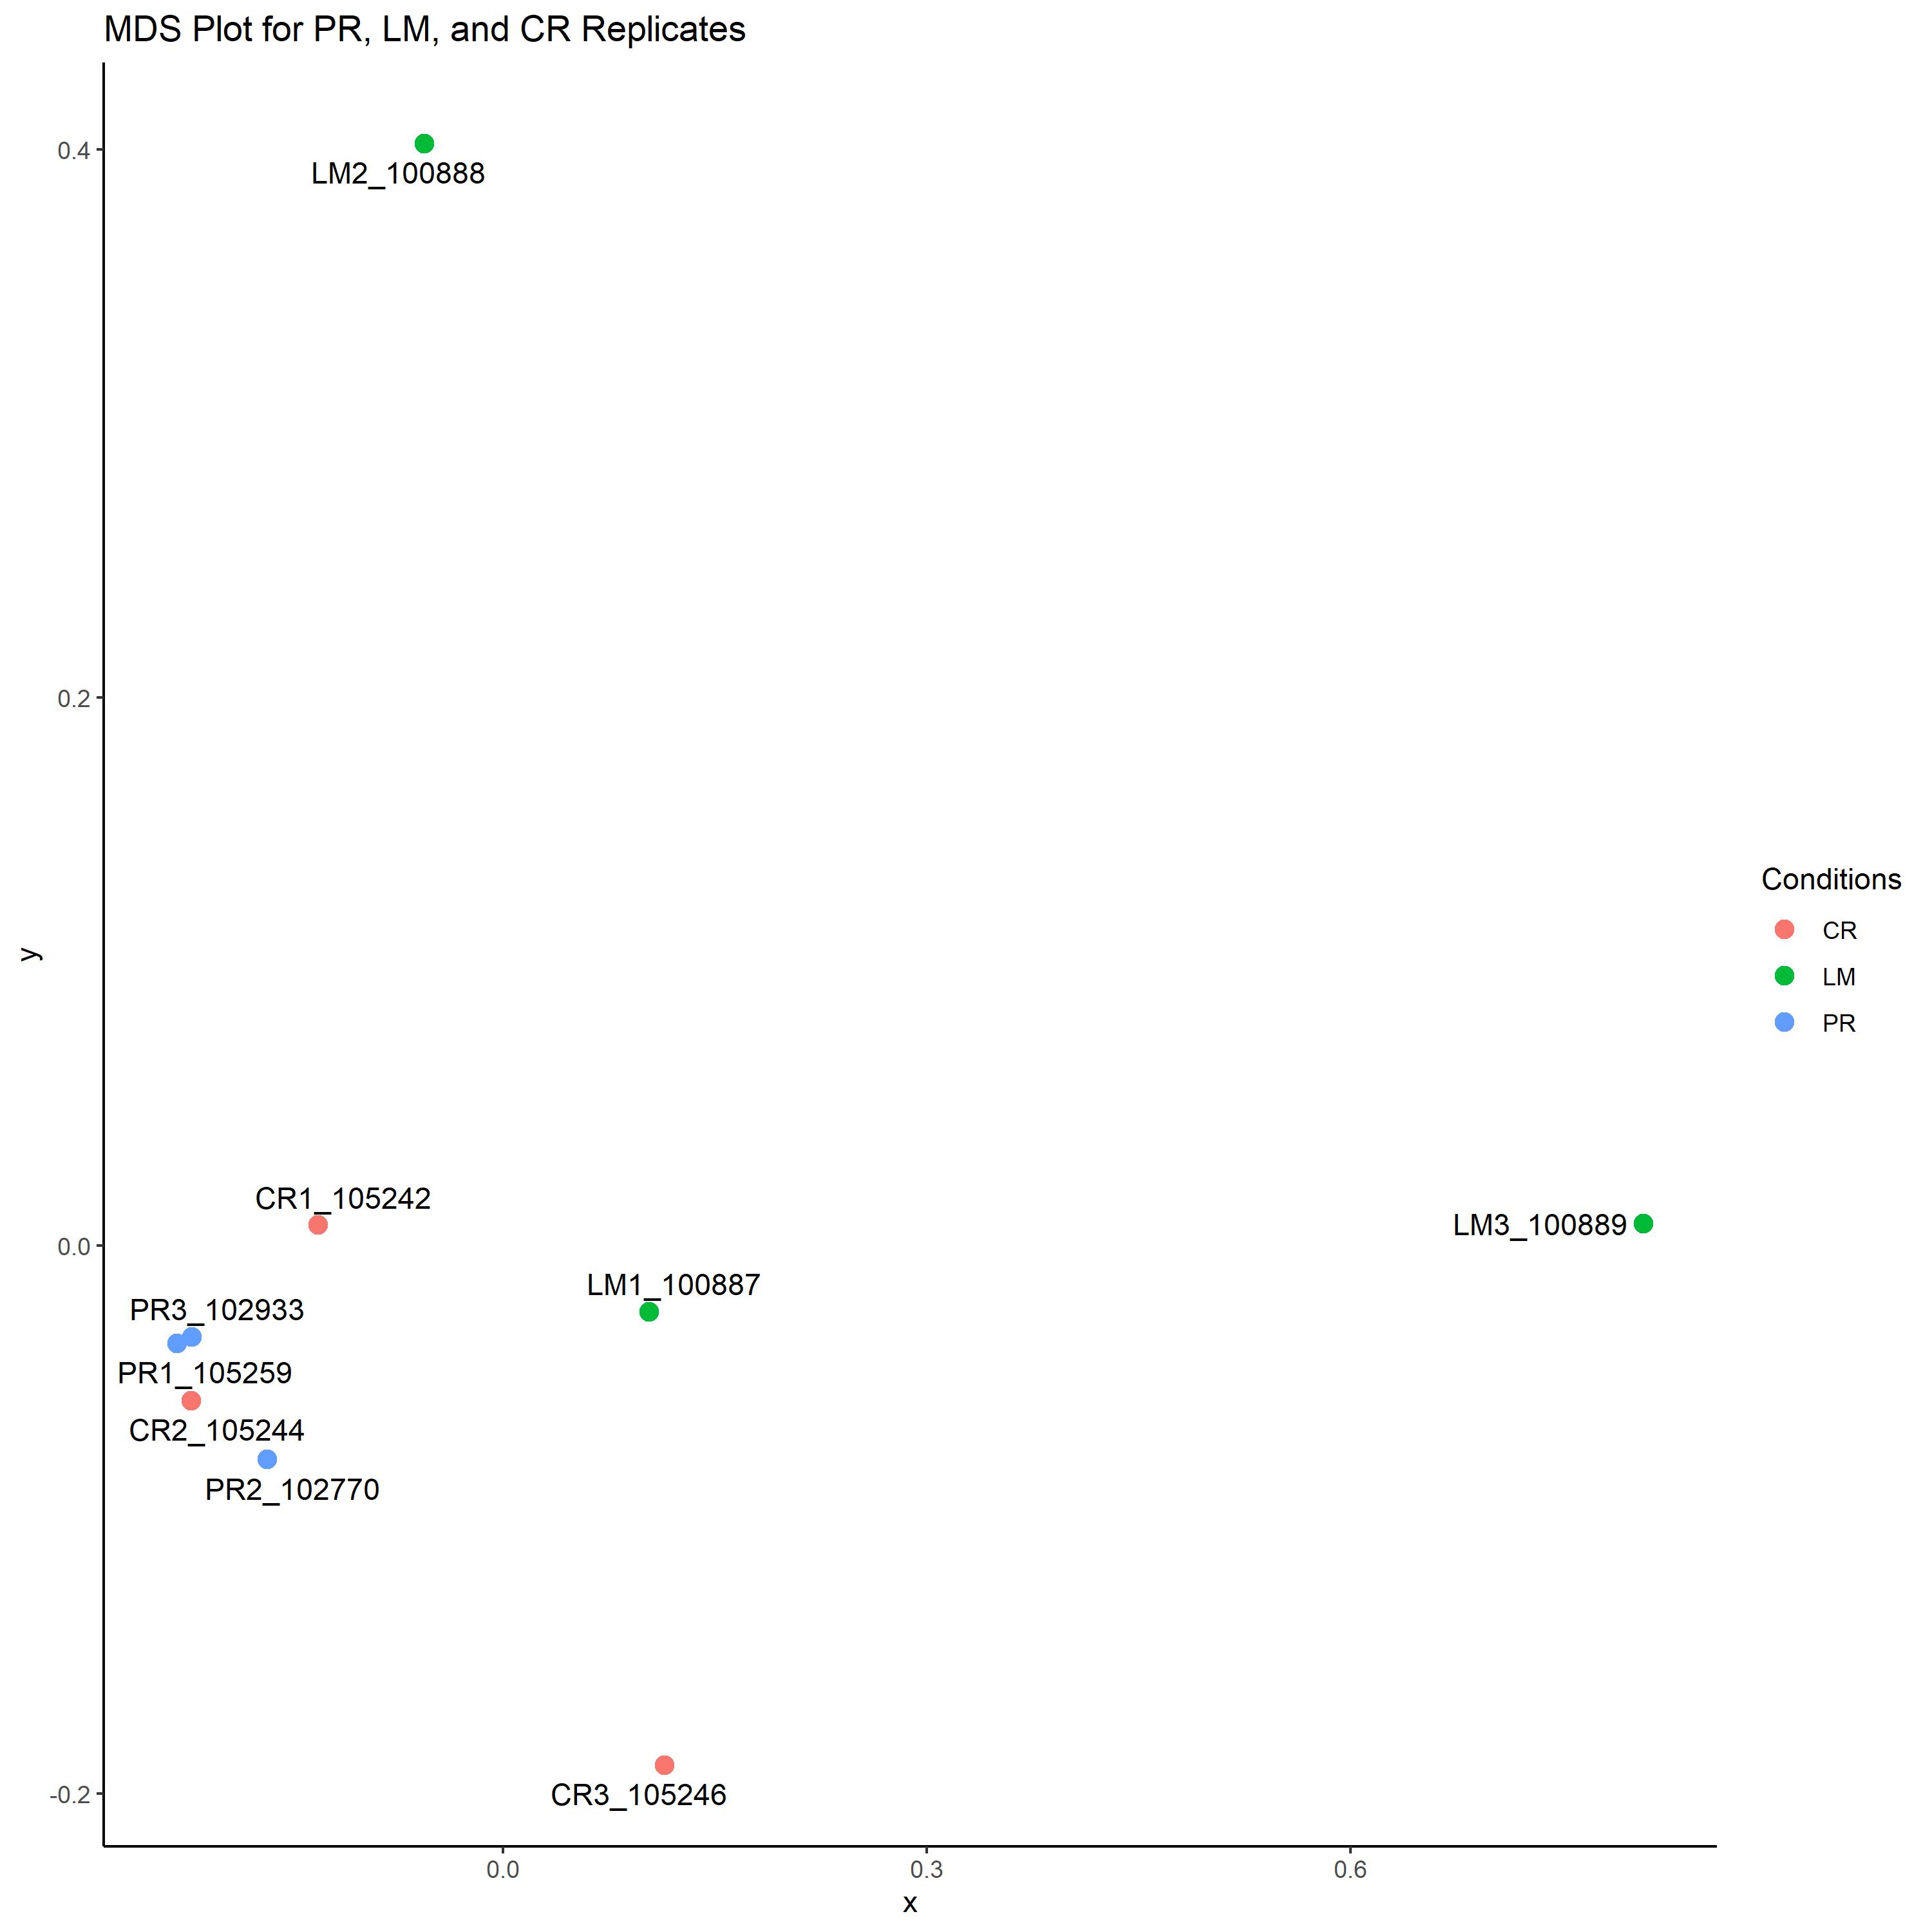 MDS Plot for PR, LM, and CR Replicates
0.4
LM2_100888
0.2
Conditions
CR
LM
PR
y
CR1_105242
LM3_100889
0.0
LM1_100887
PR3_102933
PR1_105259
CR2_105244
PR2_102770
CR3_105246
-0.2
0.0
0.3
0.6
x